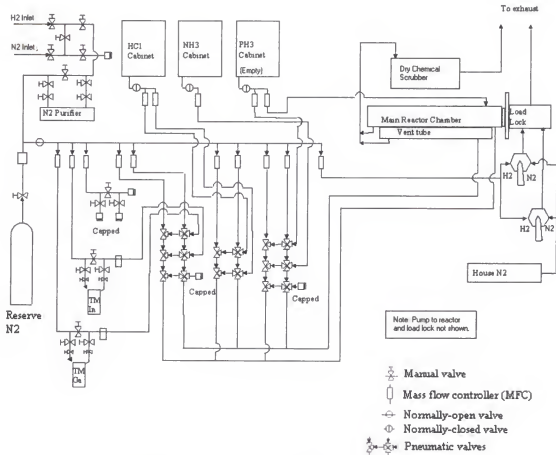 To exhaust
H2 Inlet
N2 Inlet
HCl
Cabinet
NH3
Cabinet
PH3
Cabinet
(Empty)
Dry Chemical
Scrubber
N2 Purifier
Main Reactor Chamber
Vent tube
Load
Lock
H2
N2
H2
N2
Capped
Capped
Capped
House N2
Reserve
N2
TM
In
TM
Ga
Note: Pump to reactor
and load lock not shown.
Manual valve
Mass flow controller (MFC)
Normally-open valve
Normally-closed valve
Pneumatic valves